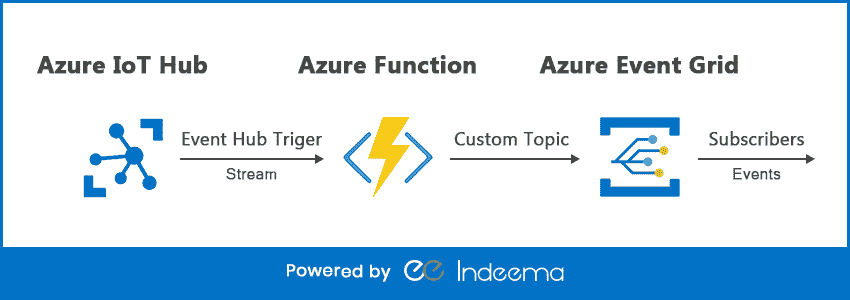 Azure IoT Hub
Azure Function
Azure Event Grid
Event Hub Triger
Stream
Custom Topic
Subscribers
Events
Powered by Indeema